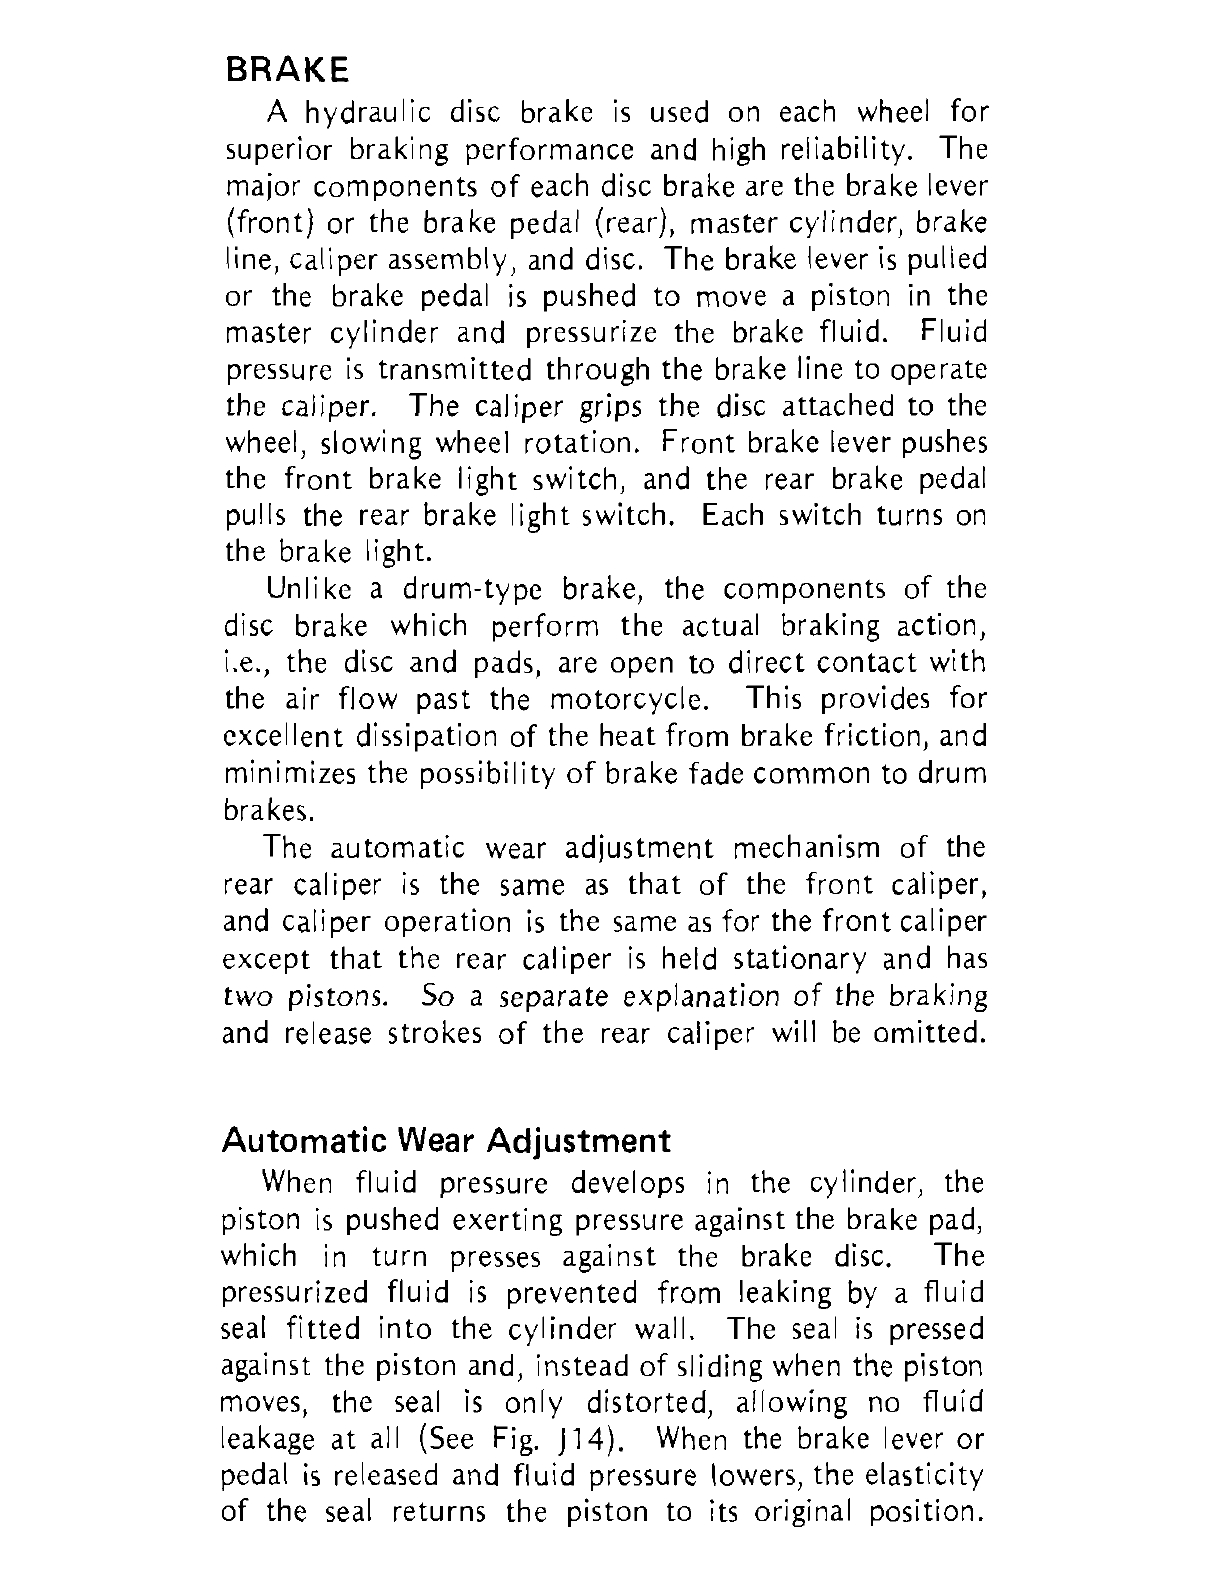 BRAKE
A hydraulic disc brake is used on each wheel for
superior braking performance and high reliability. The
major components of each disc brake are the brake lever
(front) or the brake pedal (rear), master cylinder, brake
line, caliper assembly, and disc. The brake lever is pulled
or the brake pedal is pushed to move a piston in the
master cylinder and pressurize the brake fluid. Fluid
pressure is transmitted through the brake line to operate
the caliper. The caliper grips the disc attached to the
wheel, slowing wheel rotation. Front brake lever pushes
the front brake light switch, and the rear brake pedal
pulls the rear brake light switch. Each switch turns on
the brake light.
Unlike a drum-type brake, the components of the
disc brake which perform the actual braking action,
i.e., the disc and pads, are open to direct contact with
the air flow past the motorcycle. This provides for
excellent dissipation of the heat from brake friction, and
minimizes the possibility of brake fade common to drum
brakes.
The automatic wear adjustment mechanism of the
rear caliper is the same as that of the front caliper,
and caliper operation is the same as for the front caliper
except that the rear caliper is held stationary and has
two pistons. So a separate explanation of the braking
and release strokes of the rear caliper will be omitted.
Automatic Wear Adjustment
When fluid pressure develops in the cylinder, the
piston is pushed exerting pressure against the brake pad,
which in turn presses against the brake disc. The
pressurized fluid is prevented from leaking by a fluid
seal fitted into the cylinder wall. The seal is pressed
against the piston and, instead of sliding when the piston
moves, the seal is only distorted, allowing no fluid
leakage at all (See Fig. J14). When the brake lever or
pedal is released and fluid pressure lowers, the elasticity
of the seal returns the piston to its original position.